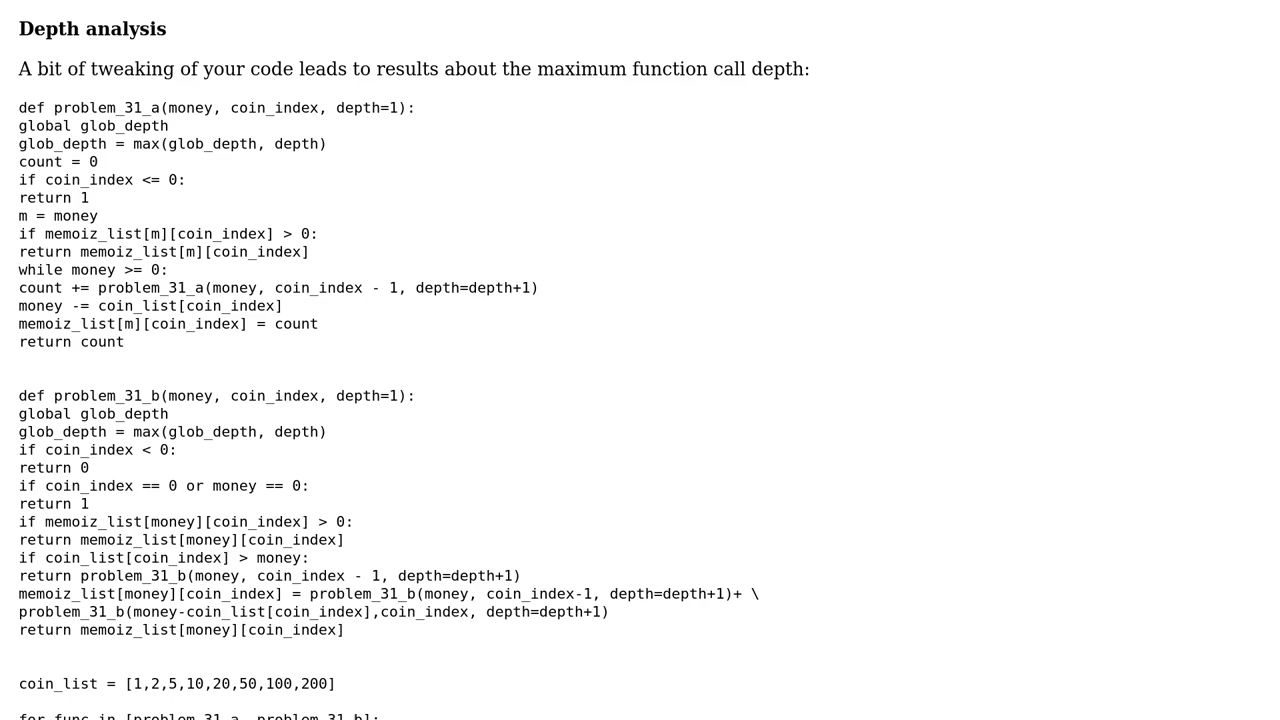 Depth analysis
A bit of tweaking of your code leads to results about the maximum function call depth:
def problem_31_a(money, coin_index, depth=1):
global glob_depth
glob_depth = max(glob_depth, depth)
count = 0
if coin_index <= 0:
return 1
m = money
if memoiz_list[m][coin_index] > 0:
return memoiz_list[m][coin_index]
while money >= 0:
count += problem_31_a(money, coin_index - 1, depth=depth+1)
money -= coin_list[coin_index]
memoiz_list[m][coin_index] = count
return count
def problem_31_b(money, coin_index, depth=1):
global glob_depth
glob_depth = max(glob_depth, depth)
if coin_index < 0:
return 0
if coin_index == 0 or money == 0:
return 1
if memoiz_list[money][coin_index] > 0:
return memoiz_list[money][coin_index]
if coin_list[coin_index] > money:
return problem_31_b(money, coin_index - 1, depth=depth+1)
memoiz_list[money][coin_index] = problem_31_b(money, coin_index-1, depth=depth+1)+ \
problem_31_b(money-coin_list[coin_index],coin_index, depth=depth+1)
return memoiz_list[money][coin_index]
coin_list = [1,2,5,10,20,50,100,200]
for func in [problem_31_a, problem_31_b]: